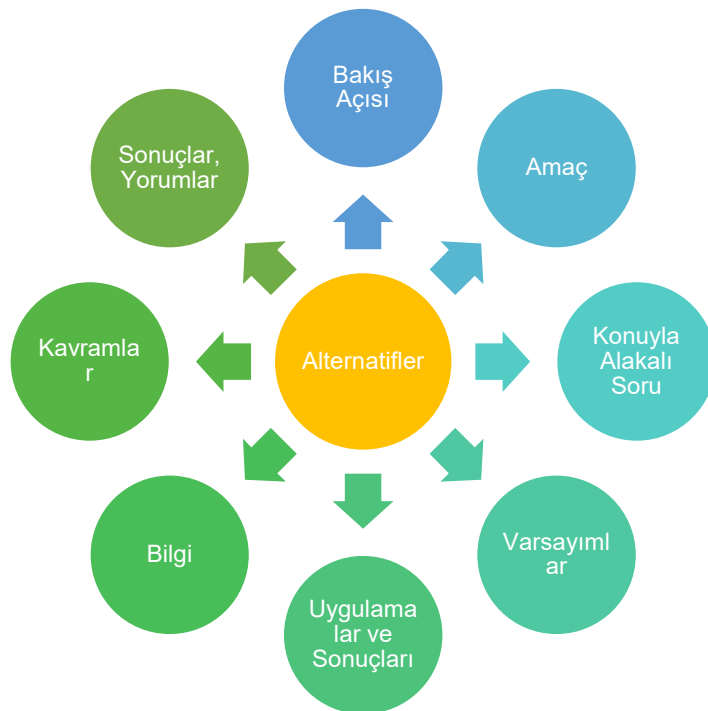 Bakış
Açısı
Amaç
Konuyla
Alakalı
Soru
Varsayıml
ar
Uygulama
lar ve
Sonuçları
Bilgi
Kavramla
r
Sonuçlar,
Yorumlar
Alternatifler